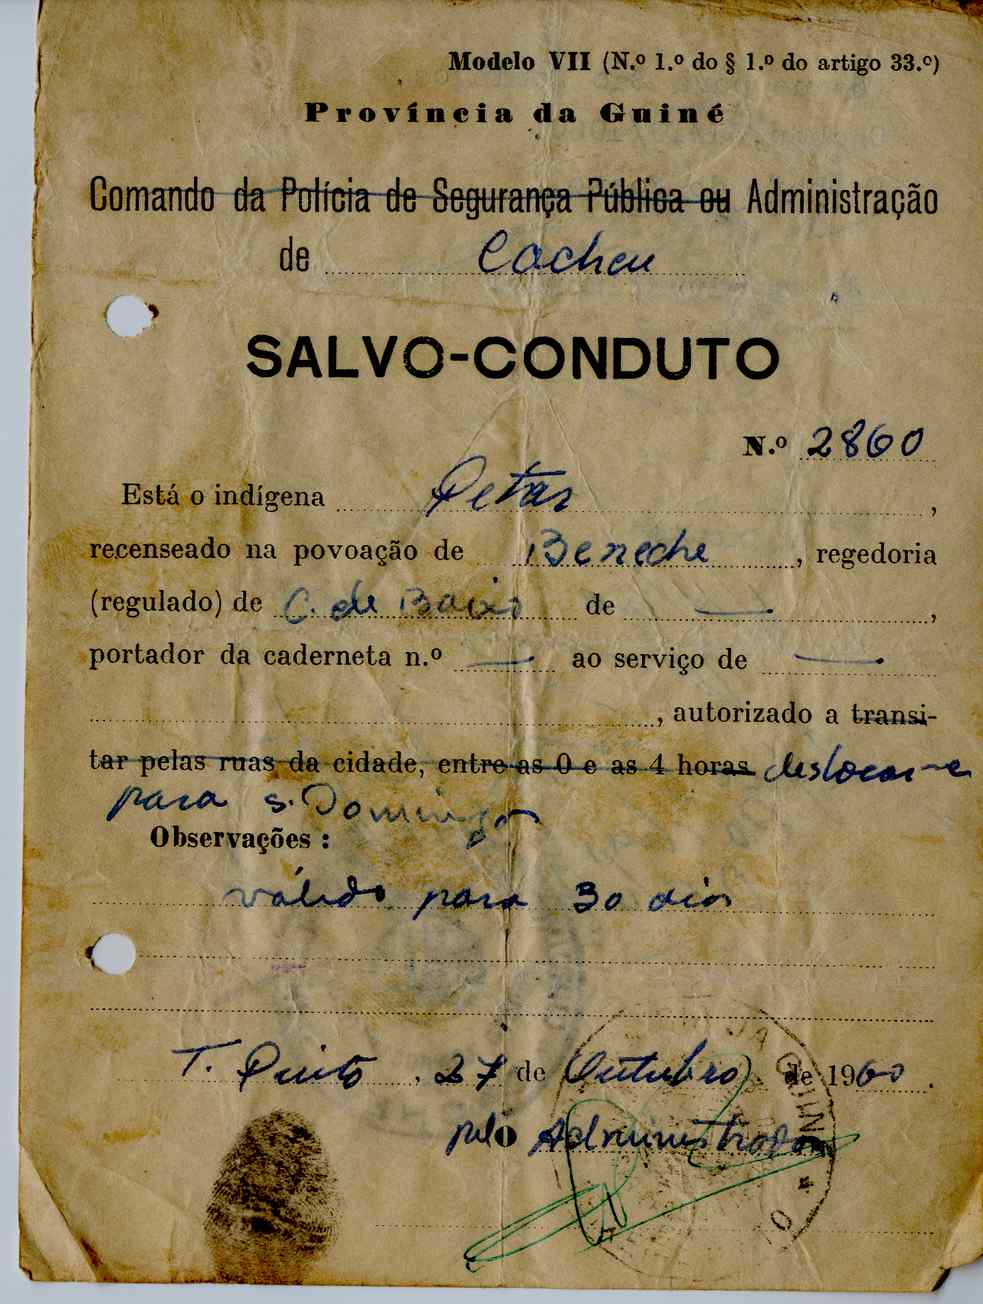 Modelo VII (N.º 1.º do § 1.º do artigo 33.º)
Província da Guiné
Comando da Polícia de Segurança Pública ou Administração
de Cacheu
SALVO-CONDUTO
N.º 2860
Está o indígena Petar,
recenseado na povoação de Beneche, regedoria
(regulado) de C. de Baixo de —,
portador da caderneta n.º — ao serviço de —
, autorizado a transi-
tar pelas ruas da cidade, entre as 0 e as 4 horas deslocar-se
para S. Domingos
Observações :
válido para 30 dias
T. Pinto, 27 de Outubro de 1960.
pelo Administrador
GUINÉ